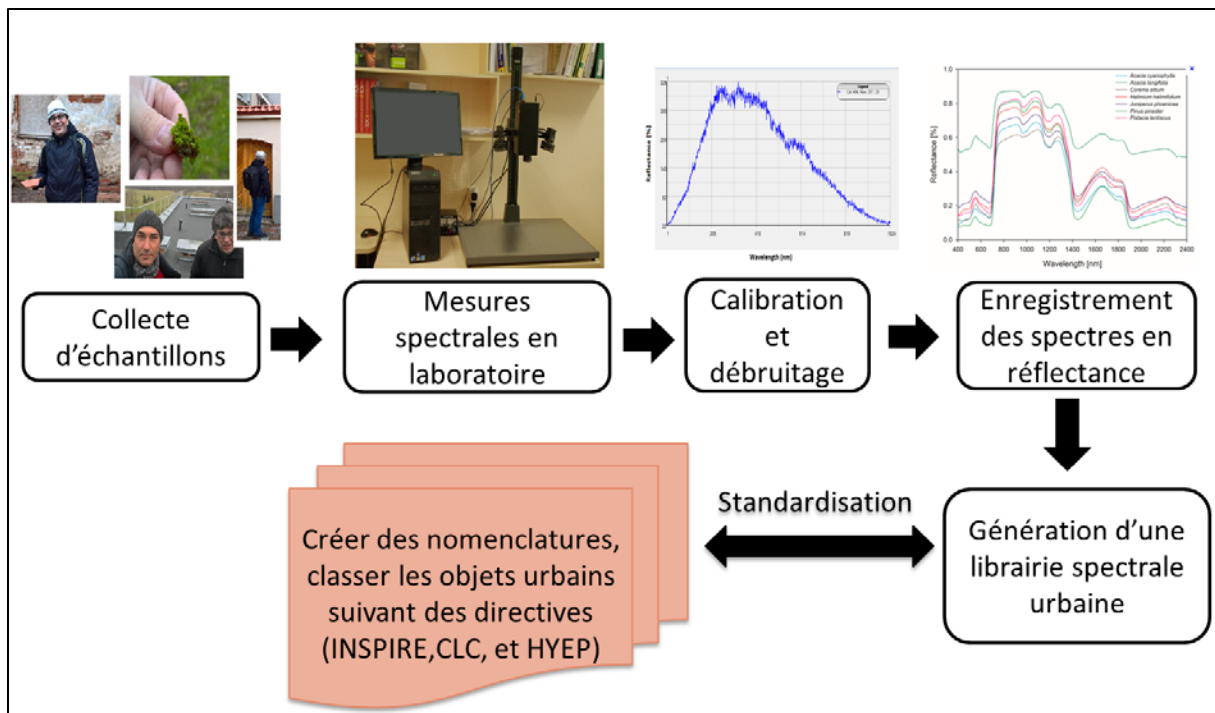 Reflectance [%]
Wavelength [nm]
Legend
Reflectance [%]
1.0
0.8
0.6
0.4
0.2
0.0
400 600 800 1000 1200 1400 1600 1800 2000 2200 2400
Wavelength [nm]
Acacia cyanophylla
Acacia longifolia
Corema album
Halimium halimifolium
Juniperus phoenicea
Pinus pinaster
Pistacia lentiscus
Collecte
d’échantillons
Mesures
spectrales en
laboratoire
Calibration
et
débruitage
Enregistrement
des spectres en
réflectance
Standardisation
Génération d’une
librairie spectrale
urbaine
Créer des nomenclatures,
classer les objets urbains
suivant des directives
(INSPIRE,CLC, et HYEP)